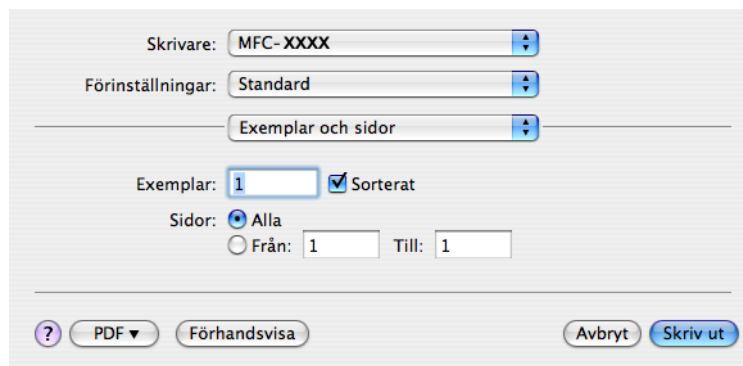 Skrivare: MFC-XXXX
Förinställningar: Standard
Exemplar och sidor
Exemplar: 1 Sorterat
Sidor: Alla
Från: 1 Till: 1
? PDF ▼ Förhandsvisa Avbryt Skriv ut